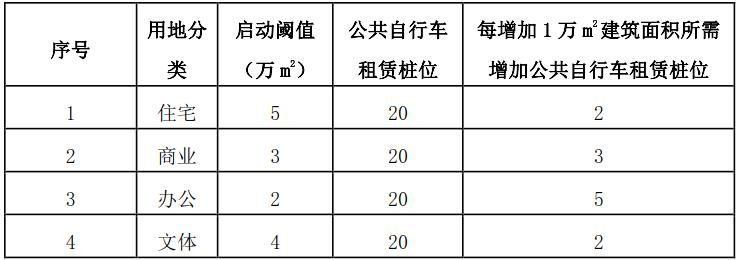 序号 用地分类 启动阈值（万 m²） 公共自行车租赁桩位 每增加 1 万 m²建筑面积所需增加公共自行车租赁桩位
1 住宅 5 20 2
2 商业 3 20 3
3 办公 2 20 5
4 文体 4 20 2